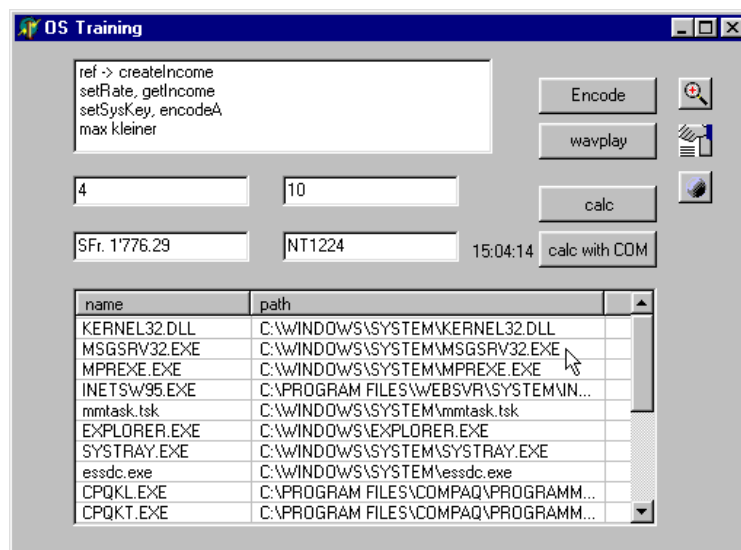 OS Training
ref -> createIncome
setRate, getIncome
setSysKey, encodeA
max kleiner
Encode
wavplay
4 10
calc
SFr. 1'776.29 NT1224 15:04:14 calc with COM
name path
KERNEL32.DLL C:\WINDOWS\SYSTEM\KERNEL32.DLL
MSGSRV32.EXE C:\WINDOWS\SYSTEM\MSGSRV32.EXE
MPREXE.EXE C:\WINDOWS\SYSTEM\MPREXE.EXE
INETSW95.EXE C:\PROGRAM FILES\WEBSVR\SYSTEM\IN...
mmtask.tsk C:\WINDOWS\SYSTEM\mmtask.tsk
EXPLORER.EXE C:\WINDOWS\EXPLORER.EXE
SYSTRAY.EXE C:\WINDOWS\SYSTEM\SYSTRAY.EXE
essdc.exe C:\WINDOWS\SYSTEM\essdc.exe
CPQKL.EXE C:\PROGRAM FILES\COMPAQ\PROGRAMM...
CPQKT.EXE C:\PROGRAM FILES\COMPAQ\PROGRAMM...